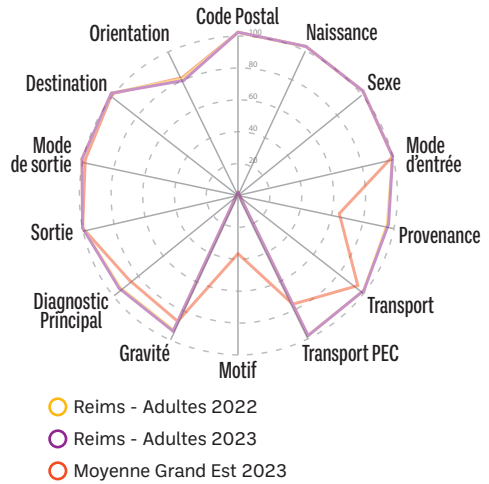 Code Postal
Naissance
Sexe
Mode
d'entrée
Provenance
Transport
Transport PEC
Motif
Gravité
Diagnostic
Principal
Sortie
Mode
de sortie
Destination
Orientation
100
80
60
40
20
Reims - Adultes 2022
Reims - Adultes 2023
Moyenne Grand Est 2023